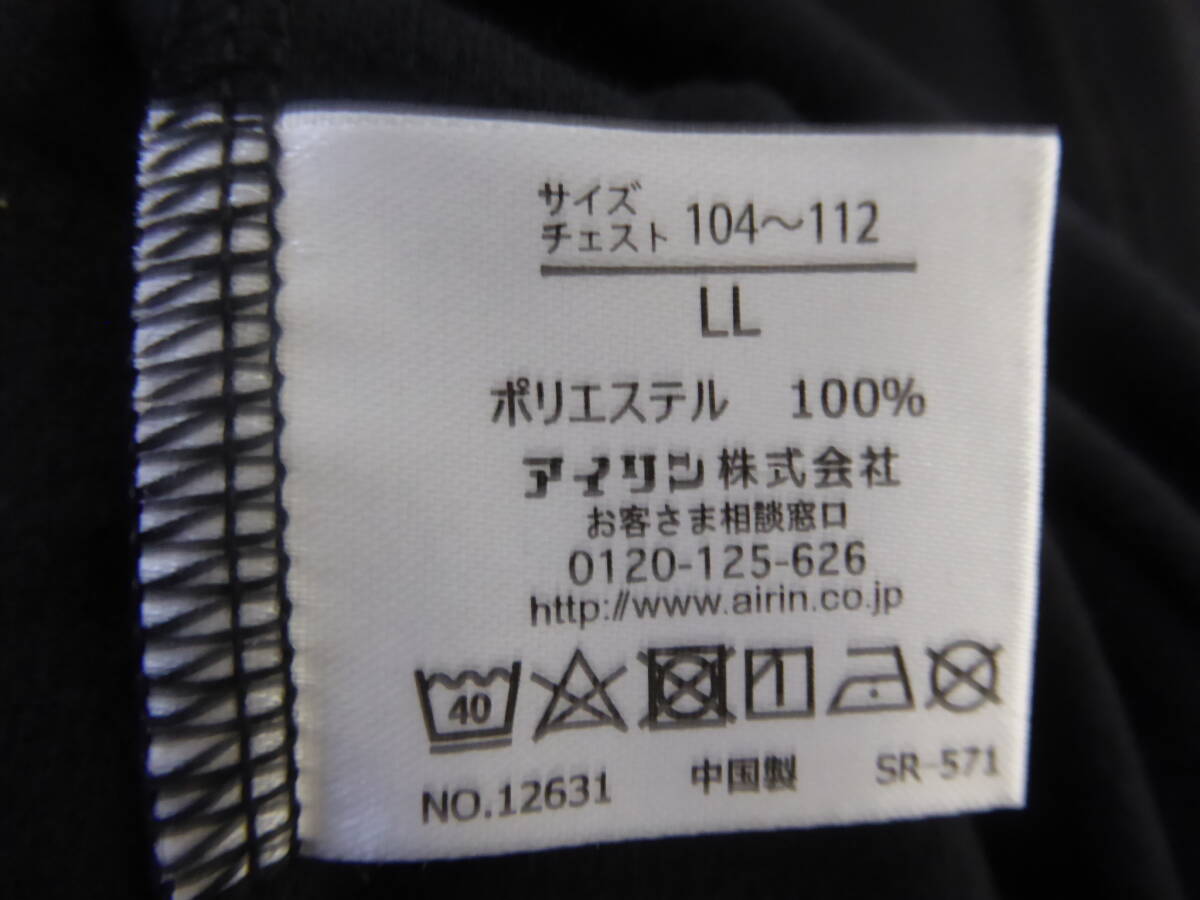 サイズ
チェスト 104～112
LL
ポリエステル 100%
アイリン株式会社
お客さま相談窓口
0120-125-626
http://www.airin.co.jp
40
NO.12631 中国製 SR-571